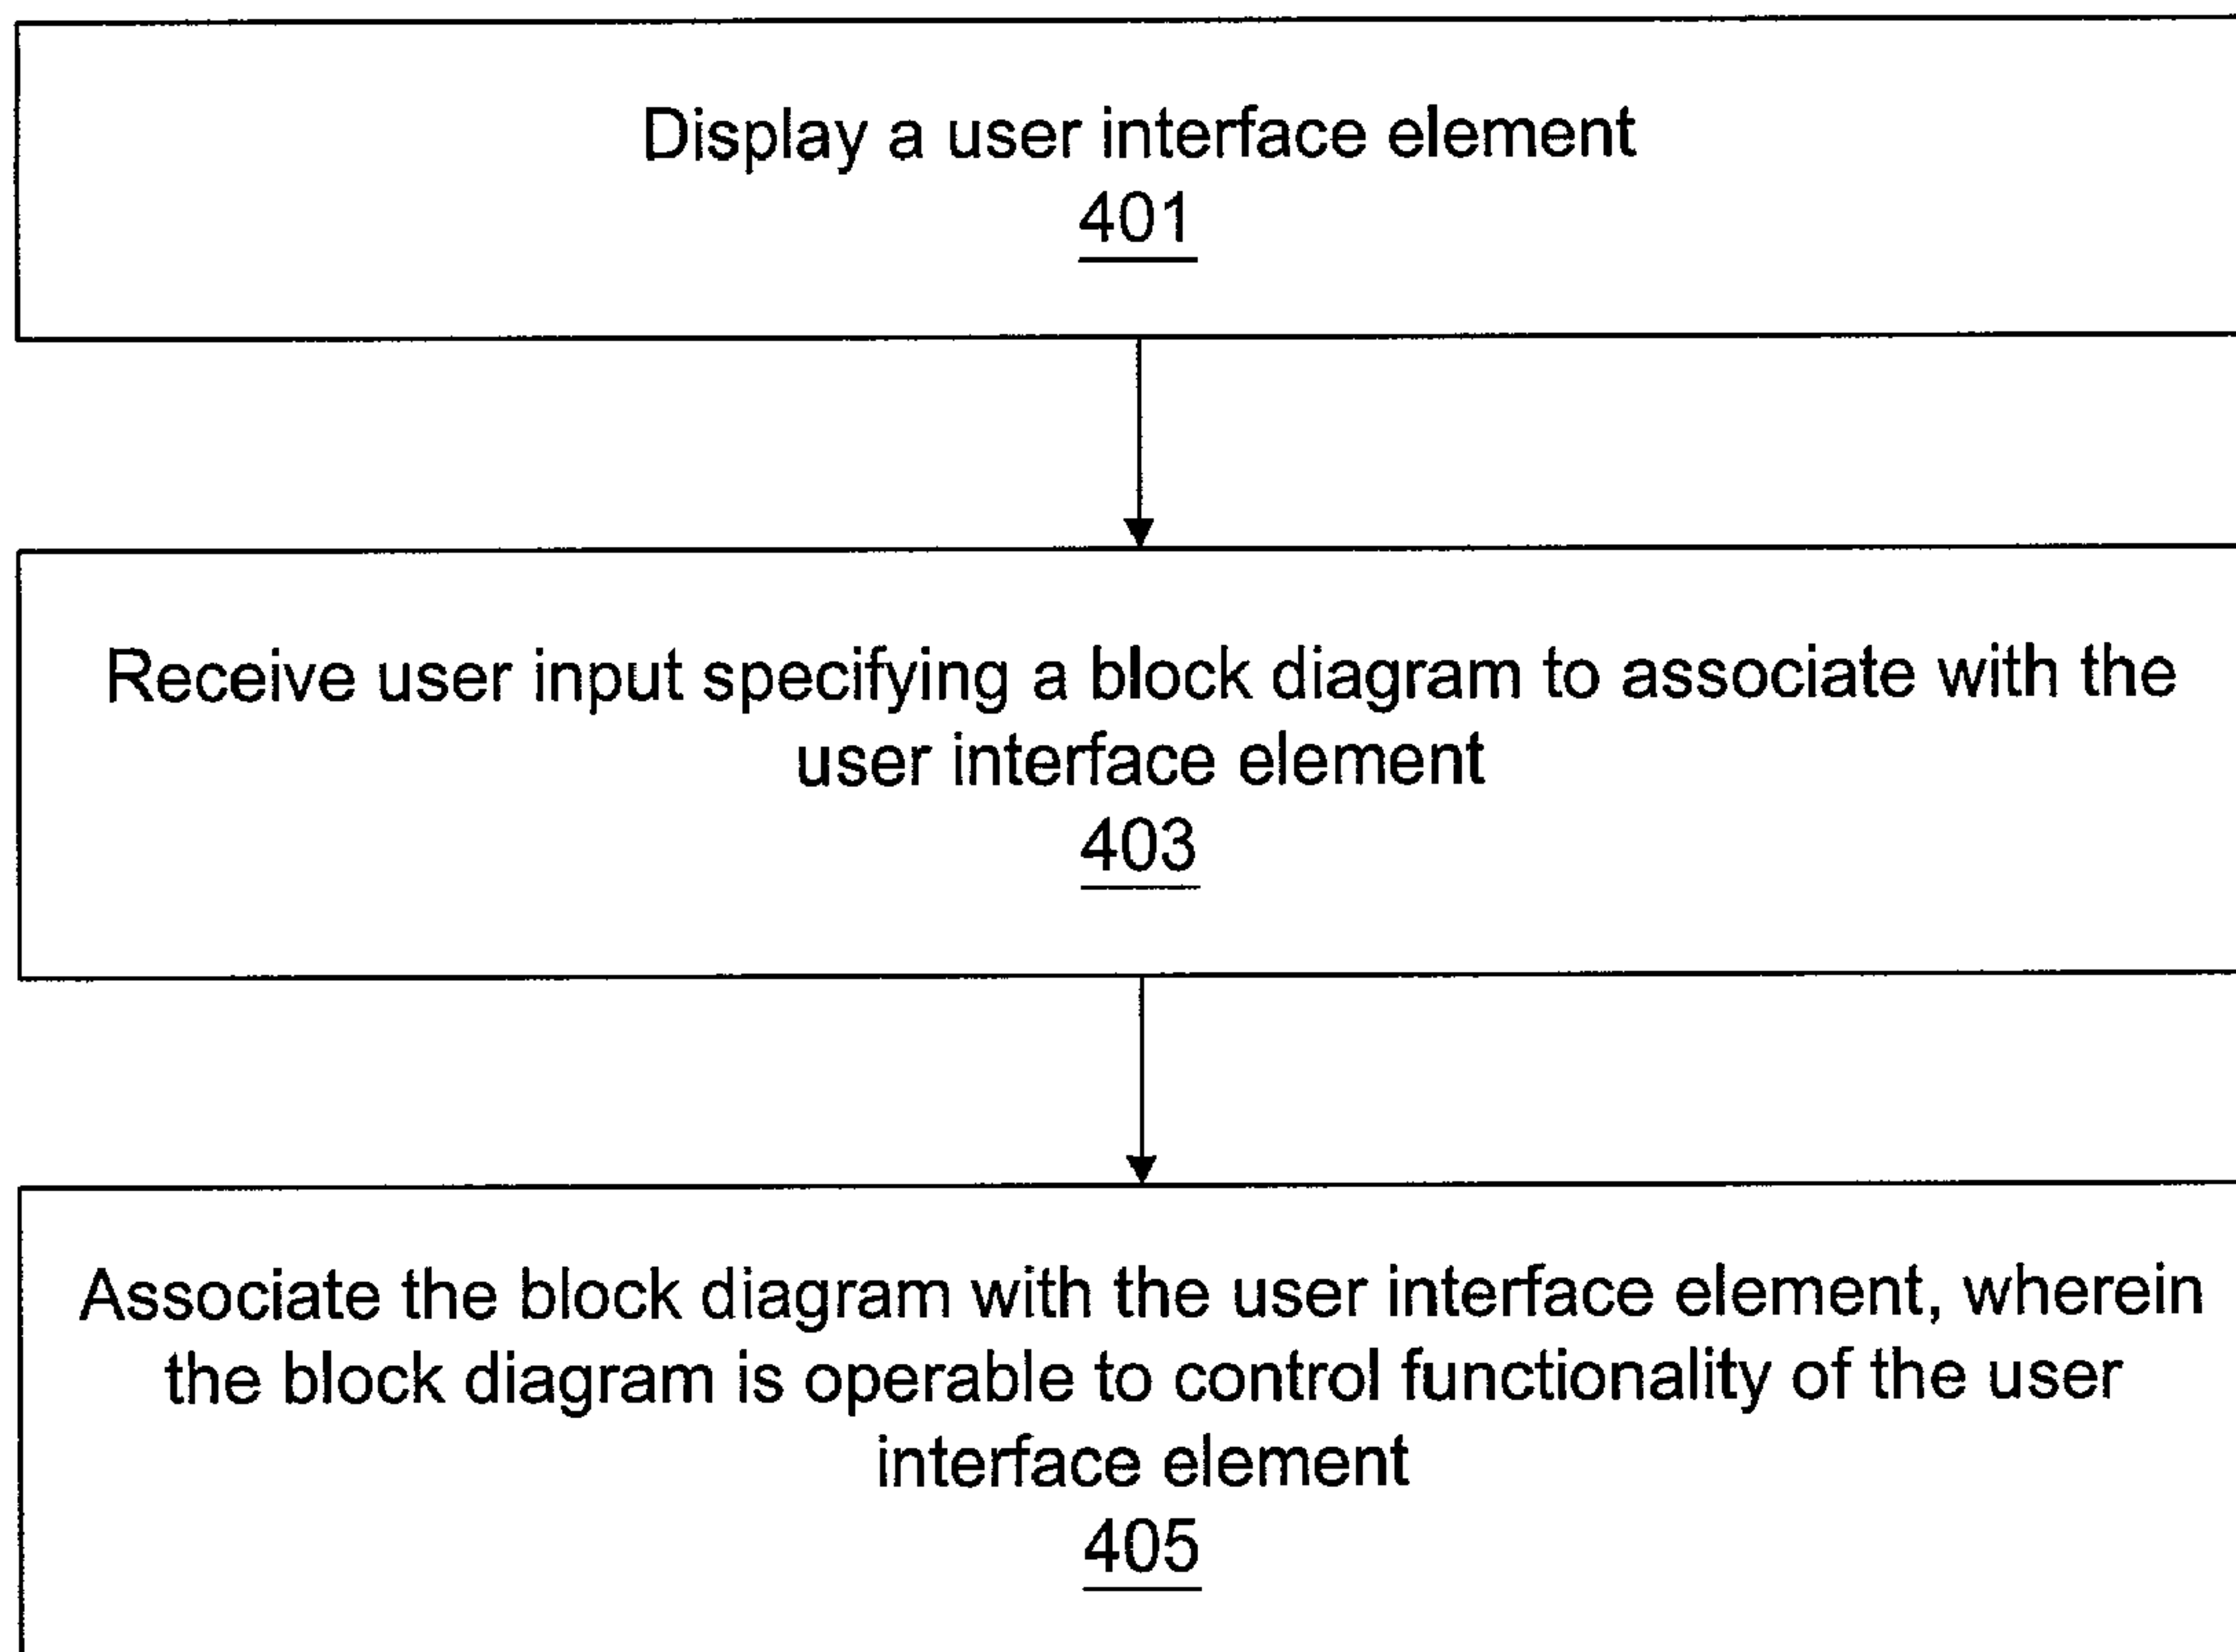 Display a user interface element
401
Receive user input specifying a block diagram to associate with the
user interface element
403
Associate the block diagram with the user interface element, wherein
the block diagram is operable to control functionality of the user
interface element
405